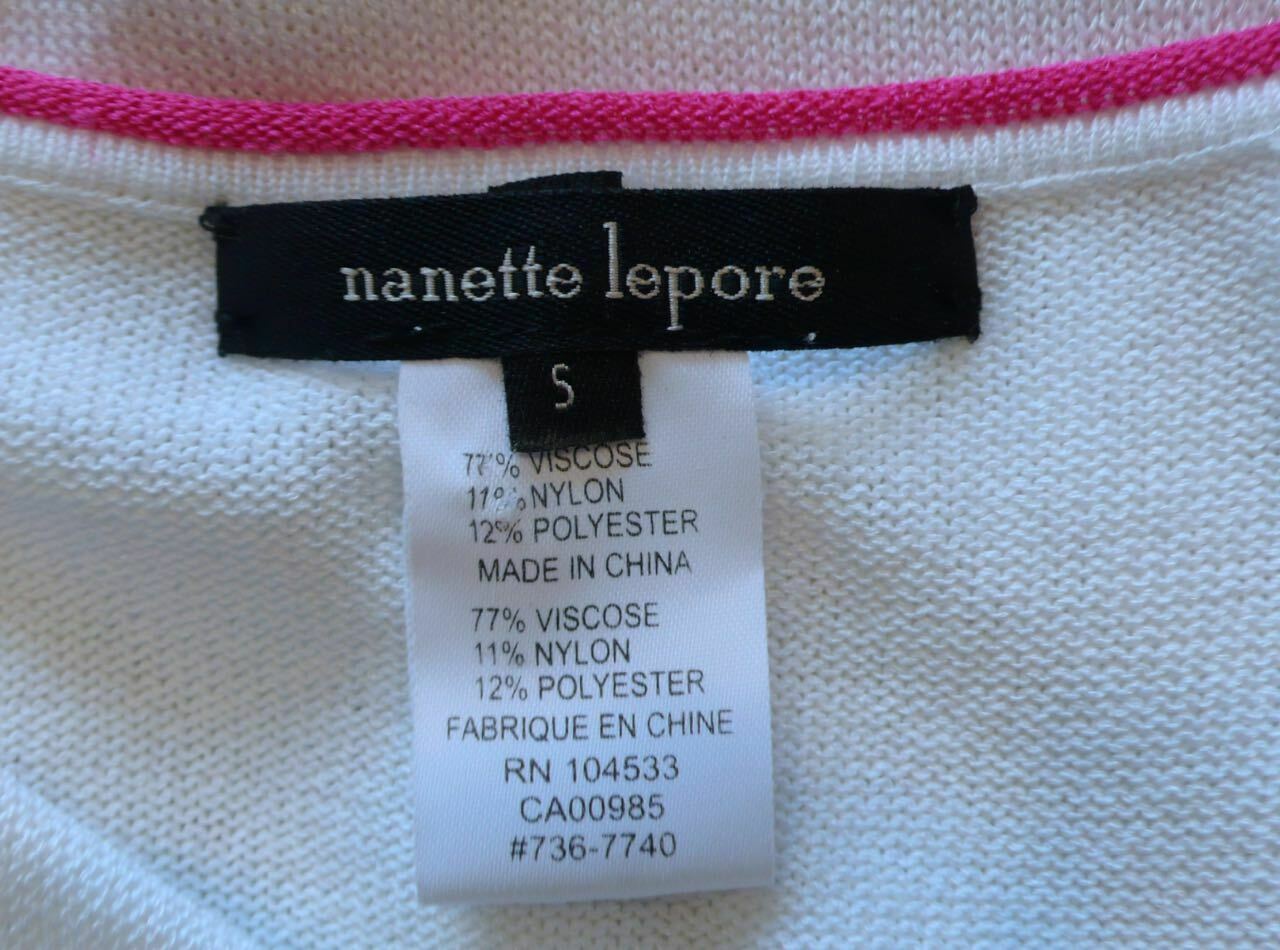 nanette lepore
S
77% VISCOSE
11% NYLON
12% POLYESTER
MADE IN CHINA
77% VISCOSE
11% NYLON
12% POLYESTER
FABRIQUE EN CHINE
RN 104533
CA00985
#736-7740